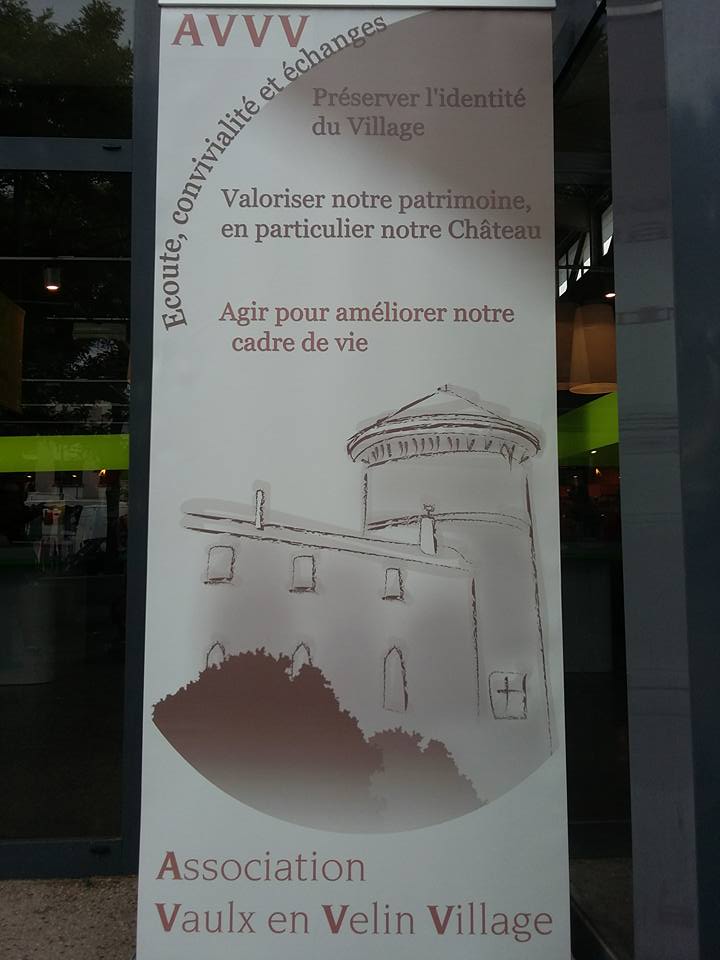 AVVV
Ecoute, convivialité et échanges
Préserver l'identité
du Village
Valoriser notre patrimoine,
en particulier notre Château
Agir pour améliorer notre
cadre de vie
Association
Vaulx en Velin Village